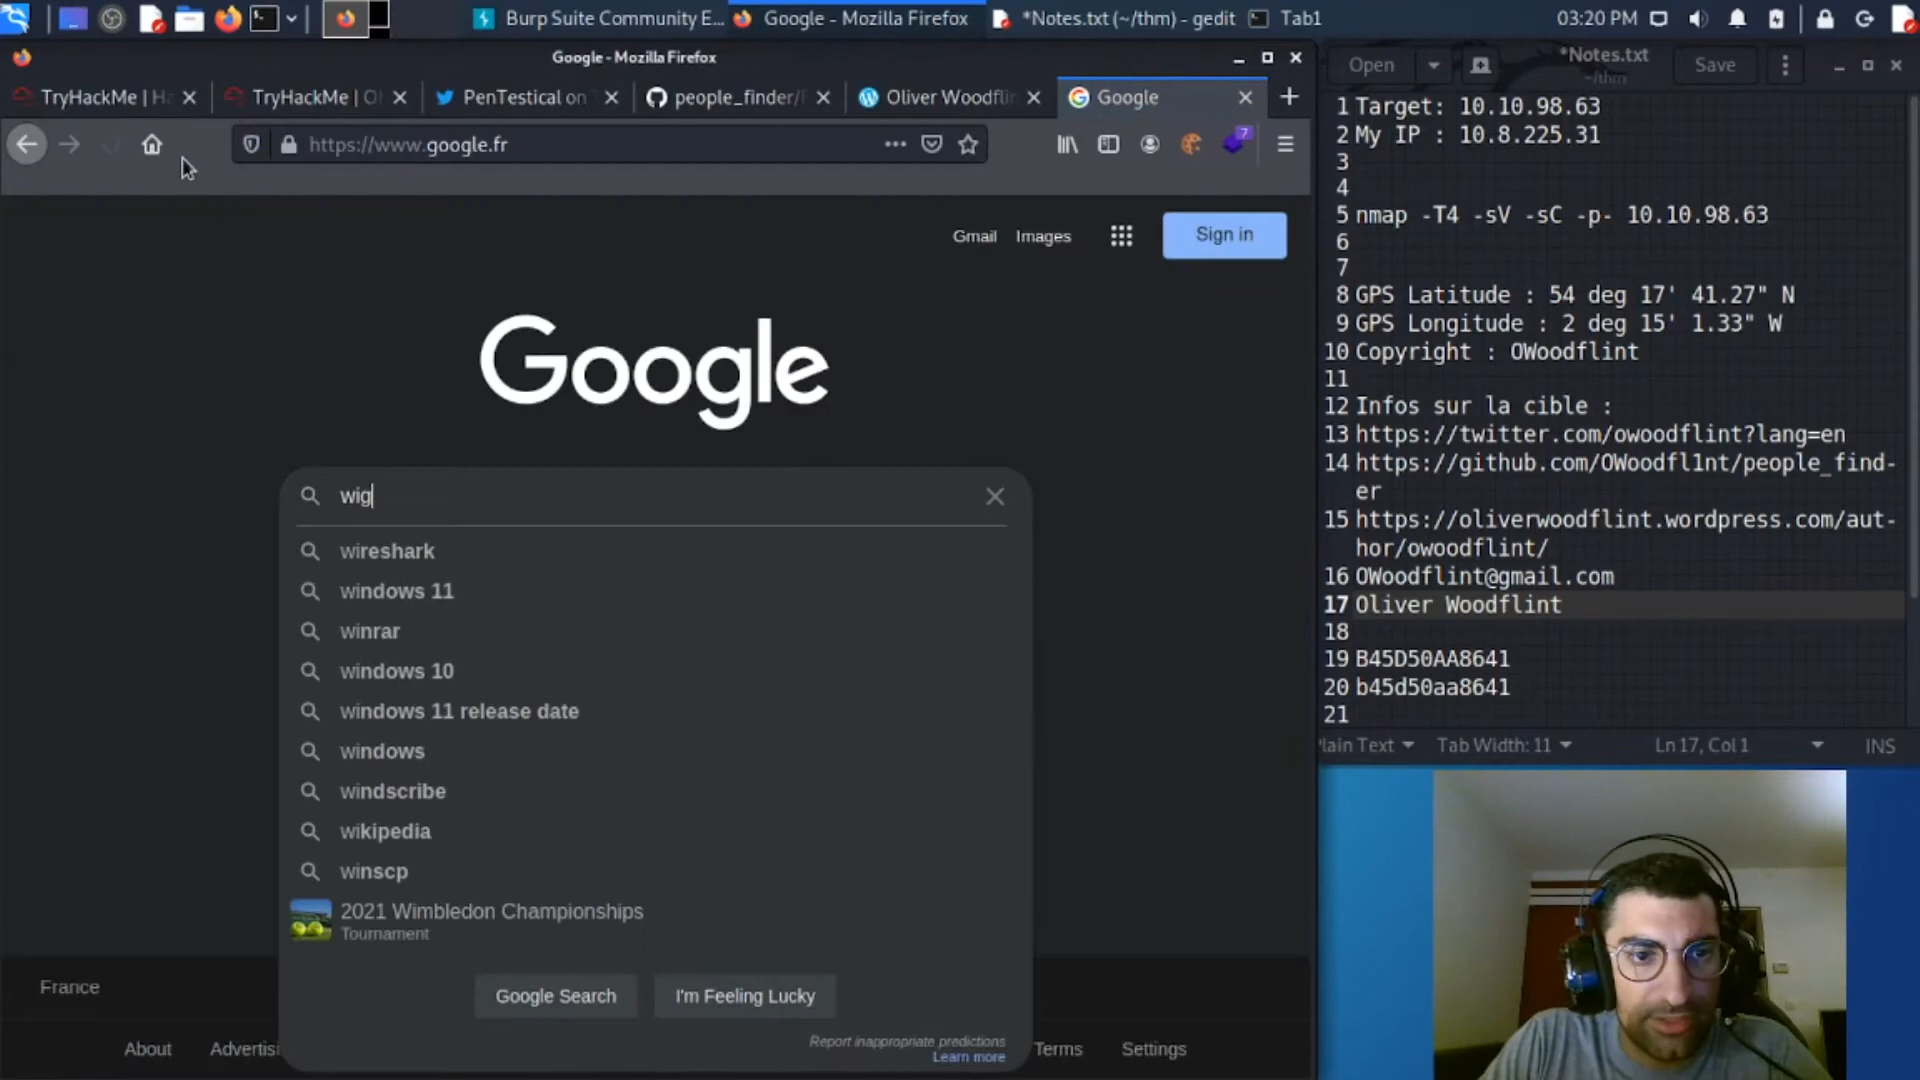 Burp Suite Community E...
Google - Mozilla Firefox
*Notes.txt (~/thm) - gedit
Tab1
03:20 PM
Google - Mozilla Firefox
TryHackMe | Ha
TryHackMe | O
PenTestical on
people_finder/
Oliver Woodflin
Google
https://www.google.fr
7
Gmail
Images
Sign in
Google
wig
wireshark
windows 11
winrar
windows 10
windows 11 release date
windows
windscribe
wikipedia
winscp
2021 Wimbledon Championships
Tournament
Google Search
I'm Feeling Lucky
Report inappropriate predictions
Learn more
France
About
Advertisi
Terms
Settings
Open
*Notes.txt
~/thm
Save
1 Target: 10.10.98.63
2 My IP : 10.8.225.31
3
4
5 nmap -T4 -sV -sC -p- 10.10.98.63
6
7
8 GPS Latitude : 54 deg 17' 41.27" N
9 GPS Longitude : 2 deg 15' 1.33" W
10 Copyright : OWoodflint
11
12 Infos sur la cible :
13 https://twitter.com/owoodflint?lang=en
14 https://github.com/OWoodfl1nt/people_find-
er
15 https://oliverwoodflint.wordpress.com/aut-
hor/owoodflint/
16 OWoodflint@gmail.com
17 Oliver Woodflint
18
19 B45D50AA8641
20 b45d50aa8641
21
lain Text
Tab Width: 11
Ln 17, Col 1
INS